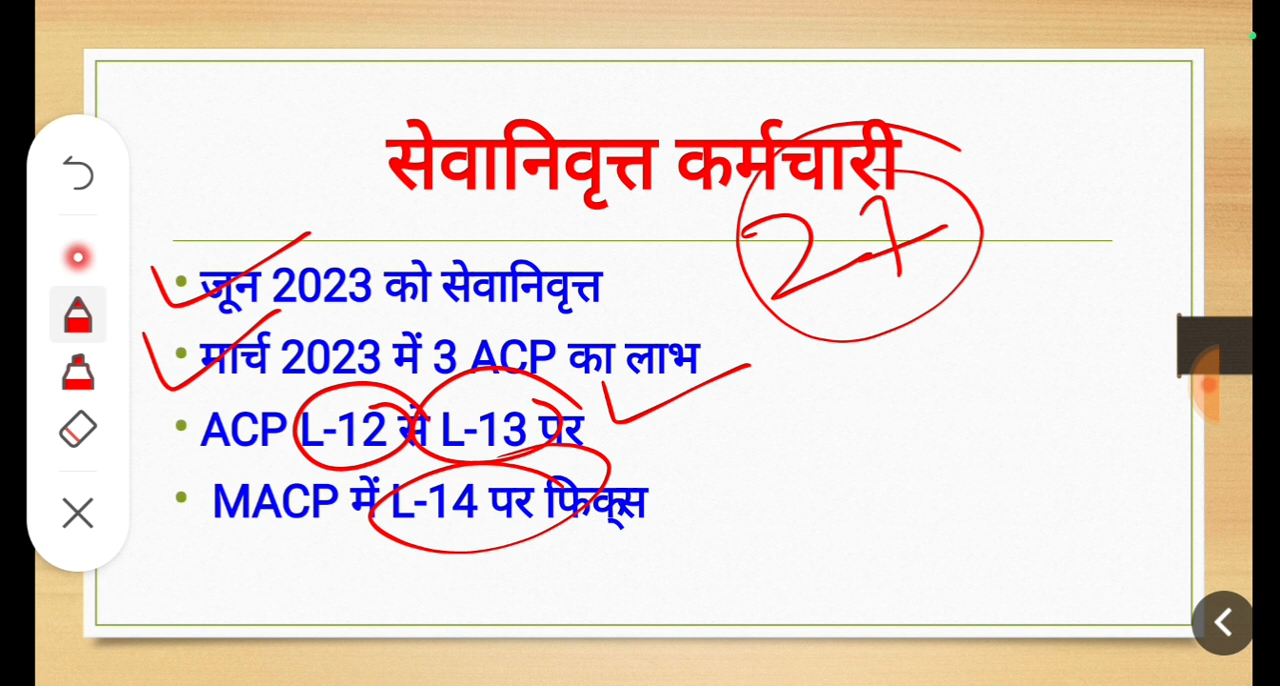 सेवानिवृत्त कर्मचारी
27
• जून 2023 को सेवानिवृत्त
• मार्च 2023 में 3 ACP का लाभ
• ACP L-12 से L-13 पर
• MACP में L-14 पर फिक्स